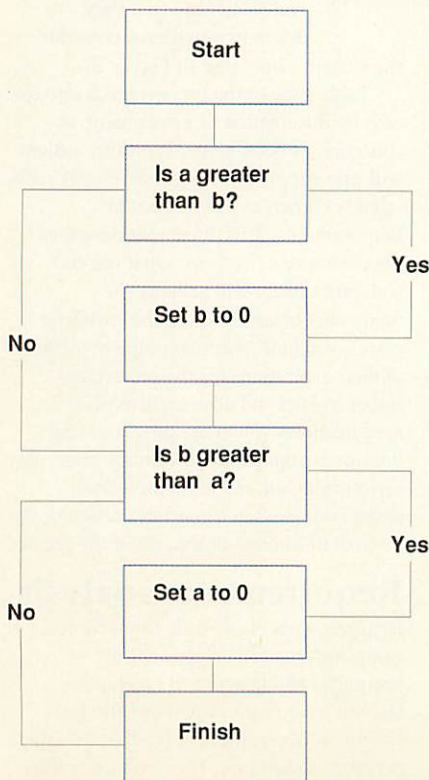 Start
Is a greater
than b?
Yes
Set b to 0
No
Is b greater
than a?
Yes
Set a to 0
No
Finish